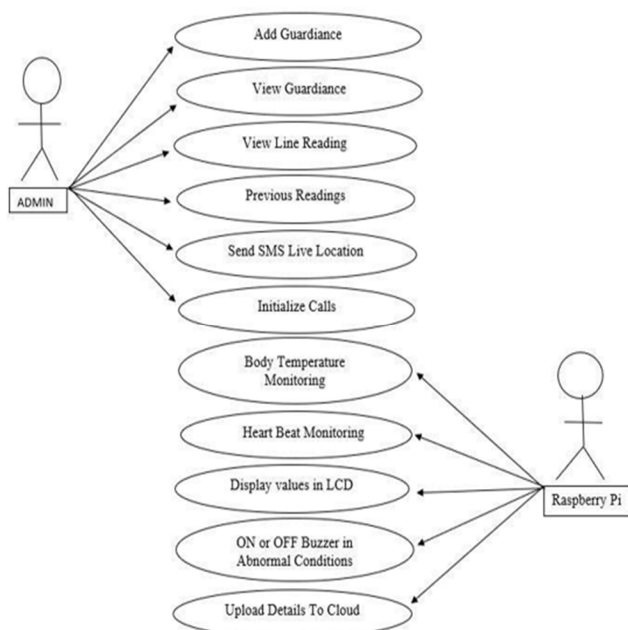 Add Guardiance
View Guardiance
View Line Reading
ADMIN
Previous Readings
Send SMS Live Location
Initialize Calls
Body Temperature
Monitoring
Heart Beat Monitoring
Display values in LCD
Raspberry Pi
ON or OFF Buzzer in
Abnormal Conditions
Upload Details To Cloud